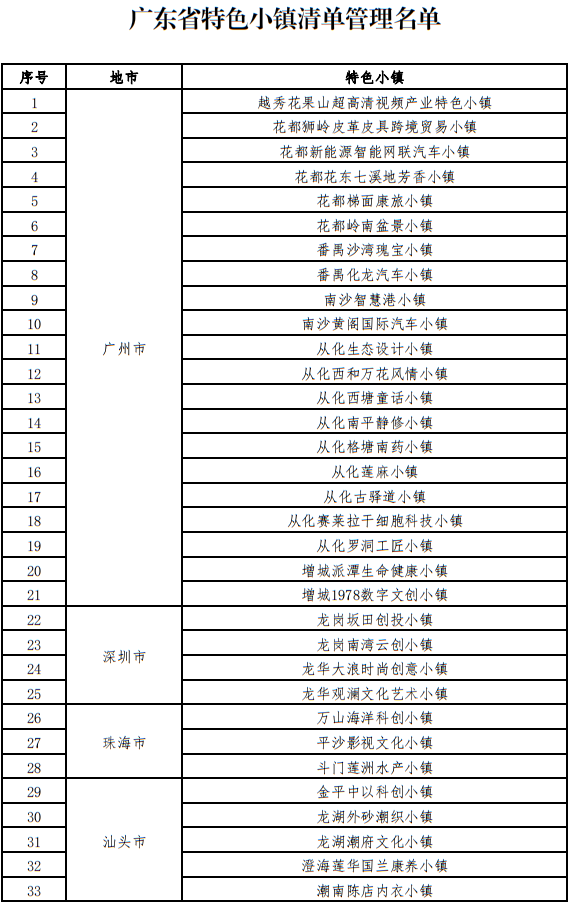 广东省特色小镇清单管理名单
序号 地市 特色小镇
1 越秀花果山超高清视频产业特色小镇
2 花都狮岭皮革皮具跨境贸易小镇
3 花都新能源智能网联汽车小镇
4 花都花东七溪地芳香小镇
5 花都梯面康旅小镇
6 花都岭南盆景小镇
7 番禺沙湾瑰宝小镇
8 番禺化龙汽车小镇
9 南沙智慧港小镇
10 南沙黄阁国际汽车小镇
11 广州市 从化生态设计小镇
12 从化西和万花风情小镇
13 从化西塘童话小镇
14 从化南平静修小镇
15 从化格塘南药小镇
16 从化莲麻小镇
17 从化古驿道小镇
18 从化赛莱拉干细胞科技小镇
19 从化罗洞工匠小镇
20 增城派潭生命健康小镇
21 增城1978数字文创小镇
22 龙岗坂田创投小镇
23 深圳市 龙岗南湾云创小镇
24 龙华大浪时尚创意小镇
25 龙华观澜文化艺术小镇
26 万山海洋科创小镇
27 珠海市 平沙影视文化小镇
28 斗门莲洲水产小镇
29 金平中以科创小镇
30 龙湖外砂潮织小镇
31 汕头市 龙湖潮府文化小镇
32 澄海莲华国兰康养小镇
33 潮南陈店内衣小镇